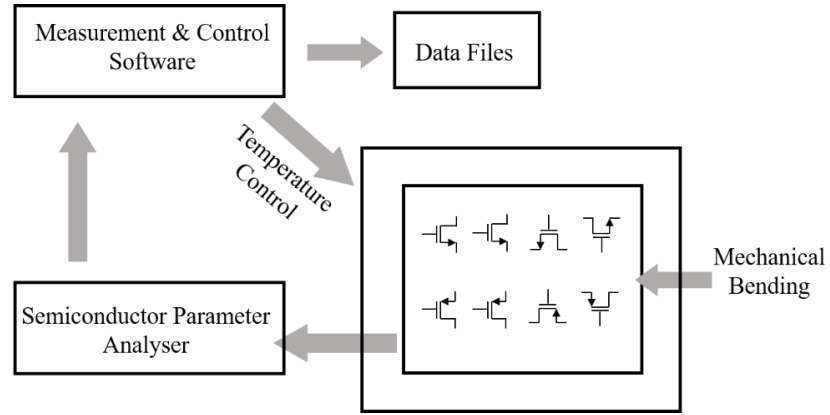 Measurement & Control
Software
Data Files
Temperature
Control
Mechanical
Bending
Semiconductor Parameter
Analyser